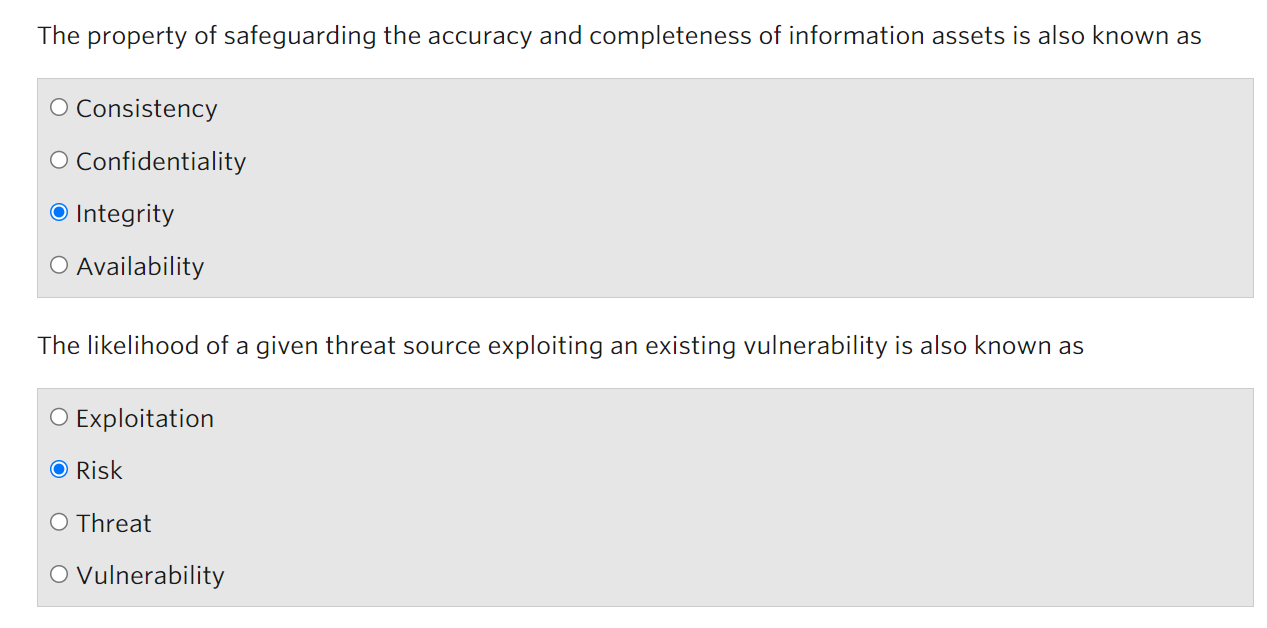 The property of safeguarding the accuracy and completeness of information assets is also known as
Consistency
Confidentiality
Integrity
Availability
The likelihood of a given threat source exploiting an existing vulnerability is also known as
Exploitation
Risk
Threat
Vulnerability